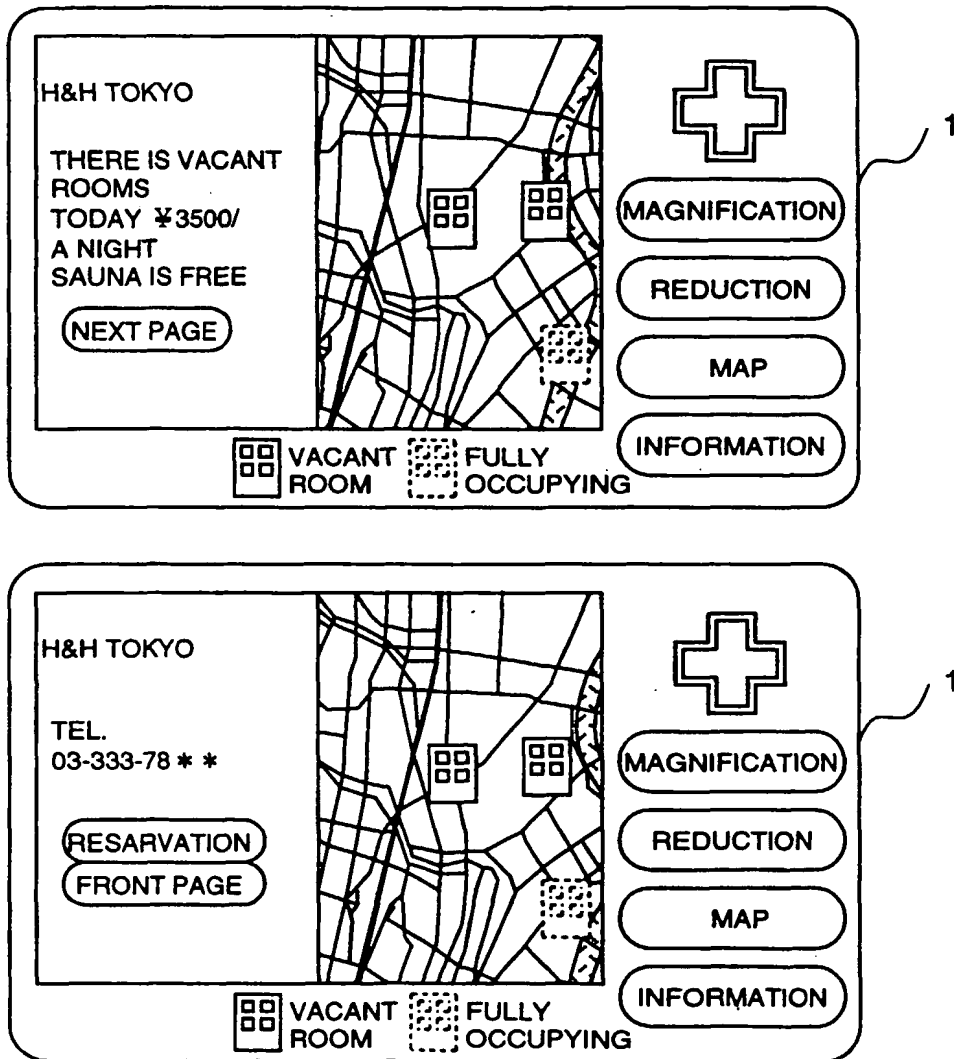 H&H TOKYO
THERE IS VACANT
ROOMS
TODAY ¥3500/
A NIGHT
SAUNA IS FREE
NEXT PAGE
MAGNIFICATION
REDUCTION
MAP
INFORMATION
VACANT
ROOM
FULLY
OCCUPYING
1
H&H TOKYO
TEL.
03-333-78 * *
RESARVATION
FRONT PAGE
MAGNIFICATION
REDUCTION
MAP
INFORMATION
VACANT
ROOM
FULLY
OCCUPYING
1